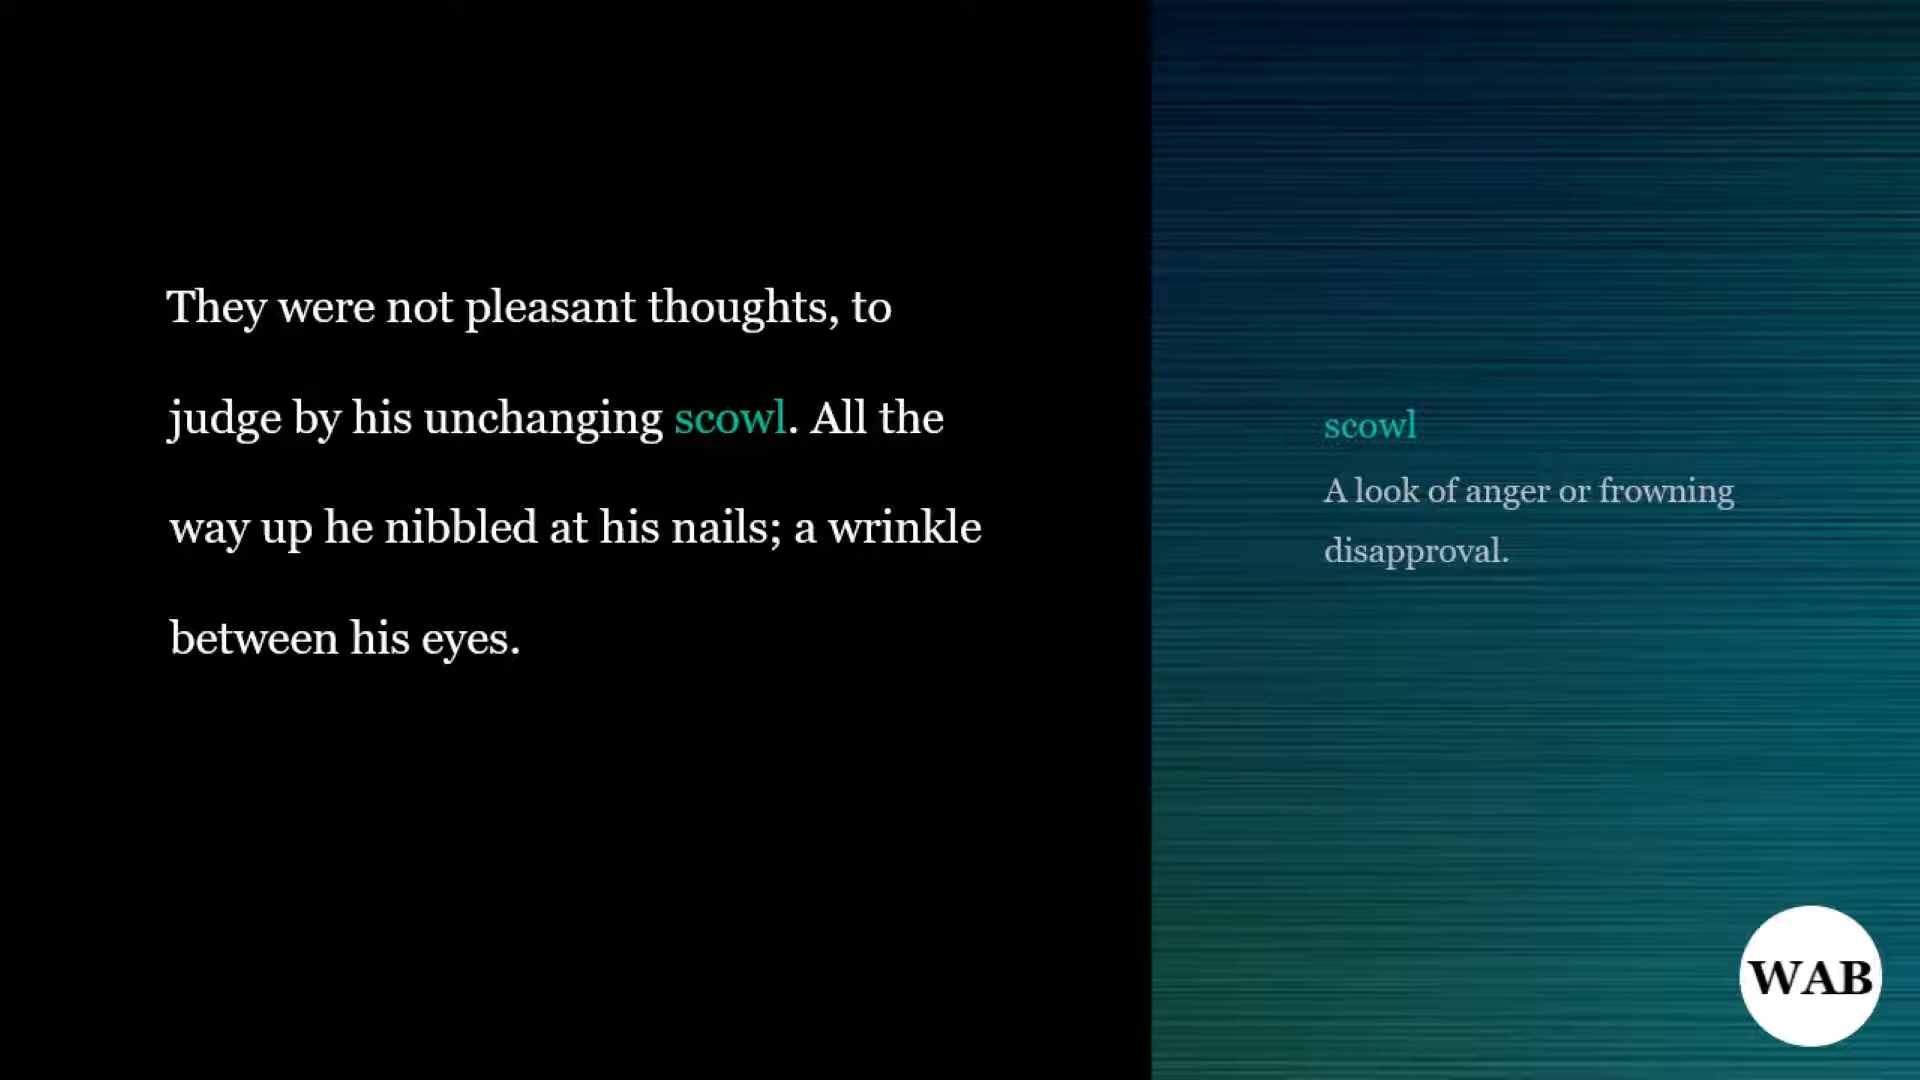 They were not pleasant thoughts, to
judge by his unchanging scowl. All the
way up he nibbled at his nails; a wrinkle
between his eyes.
scowl
A look of anger or frowning
disapproval.
WAB